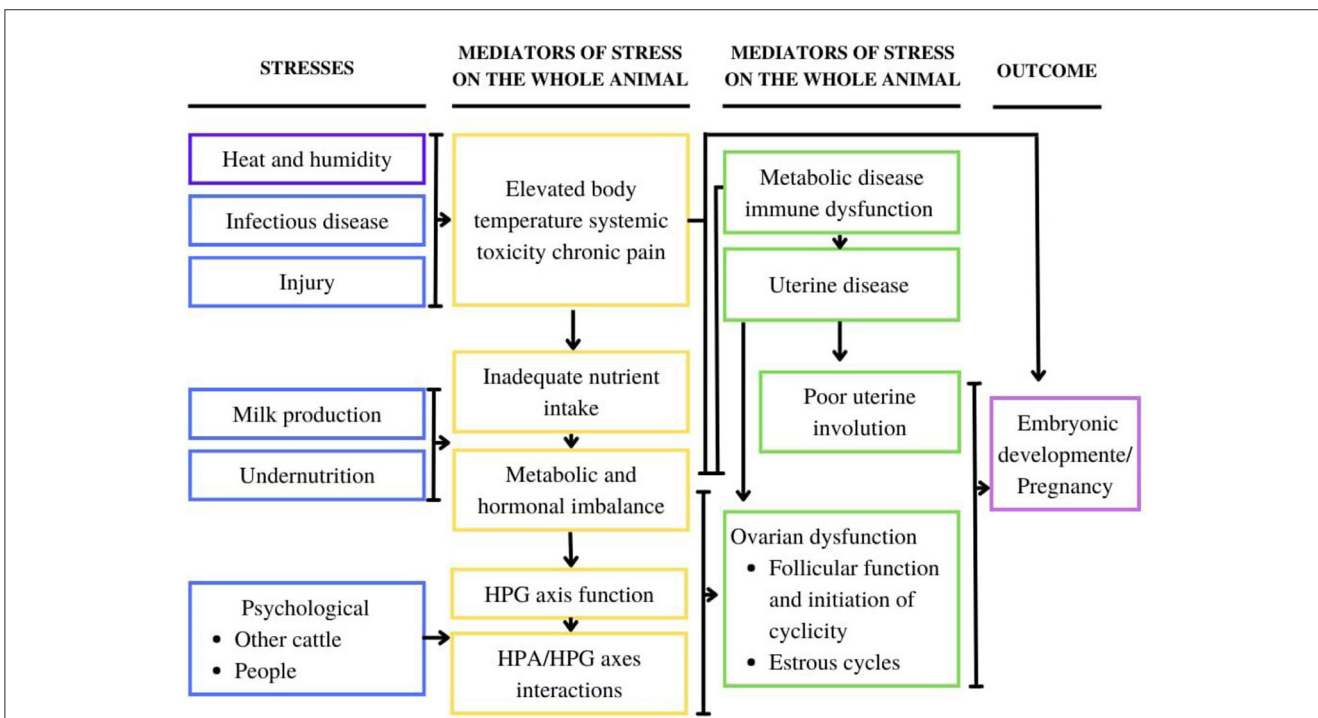 STRESSES
MEDIATORS OF STRESS
ON THE WHOLE ANIMAL
MEDIATORS OF STRESS
ON THE WHOLE ANIMAL
OUTCOME
Heat and humidity
Infectious disease
Injury
Milk production
Undernutrition
Psychological
• Other cattle
• People
Elevated body
temperature systemic
toxicity chronic pain
Inadequate nutrient
intake
Metabolic and
hormonal imbalance
HPG axis function
HPA/HPG axes
interactions
Metabolic disease
immune dysfunction
Uterine disease
Poor uterine
involution
Ovarian dysfunction
• Follicular function
and initiation of
cyclicity
• Estrous cycles
Embryonic
developmente/
Pregnancy